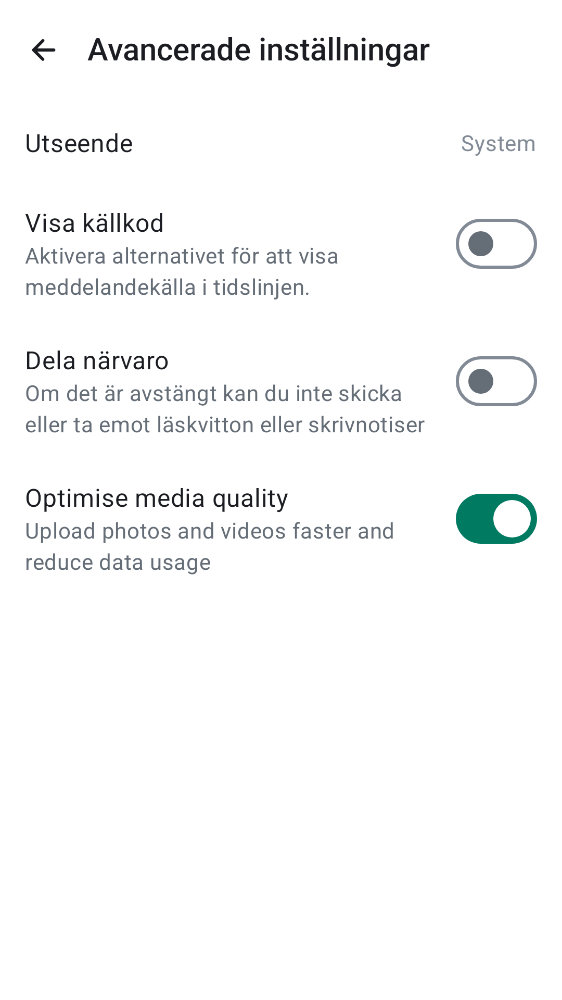 Avancerade inställningar
Utseende
System
Visa källkod
Aktivera alternativet för att visa
meddelandekälla i tidslinjen.
Dela närvaro
Om det är avstängt kan du inte skicka
eller ta emot läskvitton eller skrivnotiser
Optimise media quality
Upload photos and videos faster and
reduce data usage